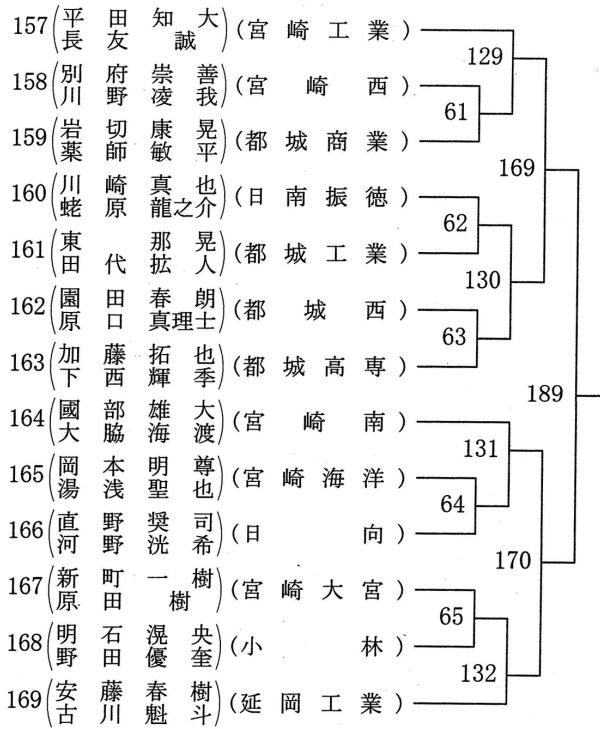 157 平田知大 (宮崎工業)
長友誠
129
158 別府崇善 (宮崎西)
川野凌我
61
159 岩切康晃 (都城商業)
薬師敏平
169
160 川崎真也 (日南振徳)
蛯原龍之介
62
161 東那晃 (都城工業)
田代拡人
130
162 園田春朗 (都城西)
原口真理士
63
163 加藤拓也 (都城高専)
下西輝季
189
164 國部雄大 (宮崎南)
大脇海渡
131
165 岡本明尊 (宮崎海洋)
湯浅聖也
64
166 直野奨司 (日向)
河野洸希
170
167 新町一樹 (宮崎大宮)
原田樹
65
168 明石滉央 (小林)
野田優奎
132
169 安藤春樹 (延岡工業)
古川魁斗